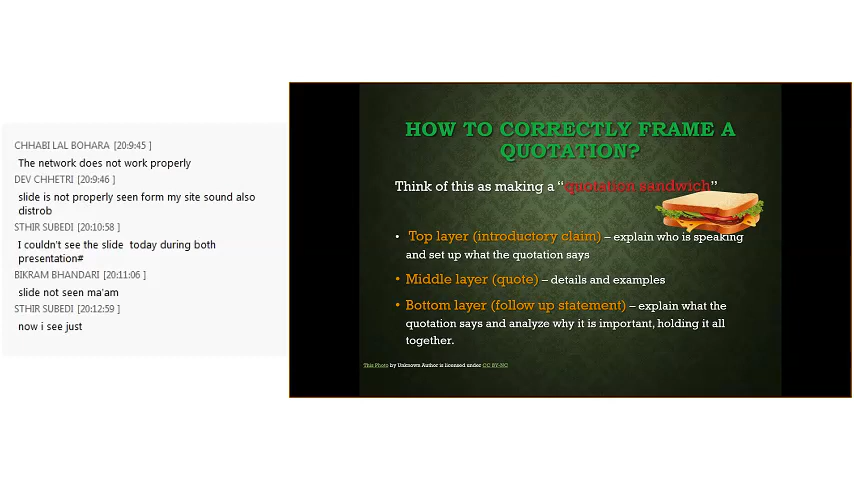 CHHABI LAL BOHARA [20:9:45 ]
The network does not work properly
DEV CHHETRI [20:9:46 ]
slide is not properly seen form my site sound also
distrob
STHIR SUBEDI [20:10:58 ]
I couldn't see the slide today during both
presentation#
BIKRAM BHANDARI [20:11:06 ]
slide not seen ma'am
STHIR SUBEDI [20:12:59 ]
now i see just
HOW TO CORRECTLY FRAME A
QUOTATION?
Think of this as making a “quotation sandwich”
• Top layer (introductory claim) – explain who is speaking
and set up what the quotation says
• Middle layer (quote) – details and examples
• Bottom layer (follow up statement) – explain what the
quotation says and analyze why it is important, holding it all
together.
This Photo by Unknown Author is licensed under CC BY-NC